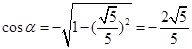 cos α = −√(1−(√5/5)²) = −2√5/5